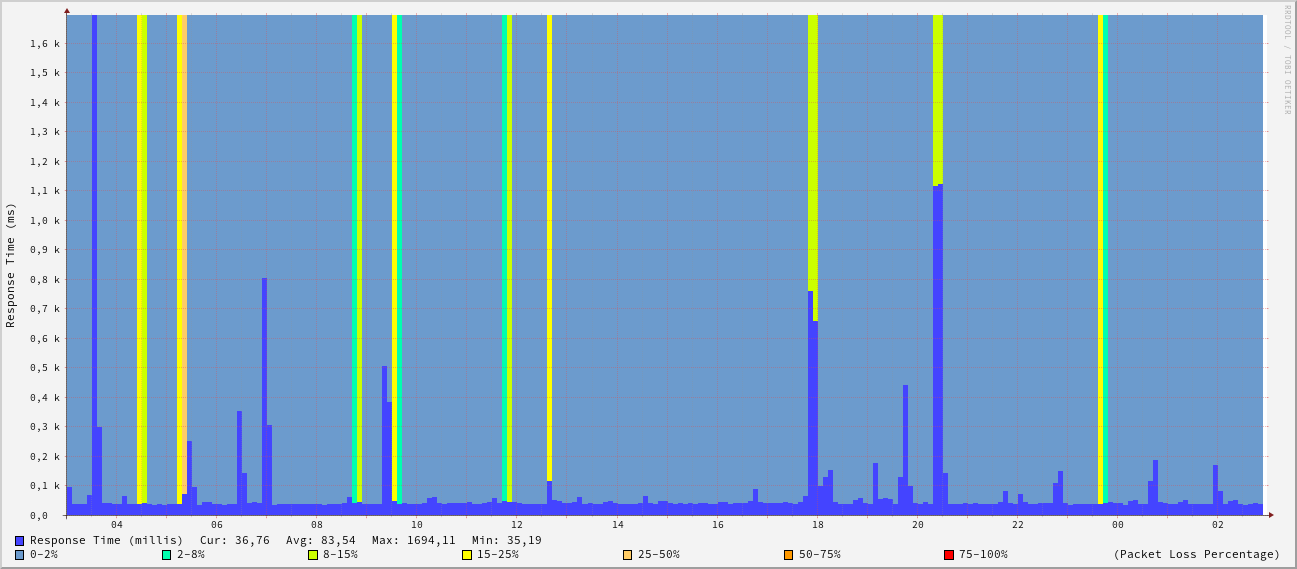 RRDTOOL / TOBI OETIKER
Response Time (ms)
1,6 k
1,5 k
1,4 k
1,3 k
1,2 k
1,1 k
1,0 k
0,9 k
0,8 k
0,7 k
0,6 k
0,5 k
0,4 k
0,3 k
0,2 k
0,1 k
0,0
04 06 08 10 12 14 16 18 20 22 00 02
Response Time (millis) Cur: 36,76 Avg: 83,54 Max: 1694,11 Min: 35,19
0-2% 2-8% 8-15% 15-25% 25-50% 50-75% 75-100% (Packet Loss Percentage)